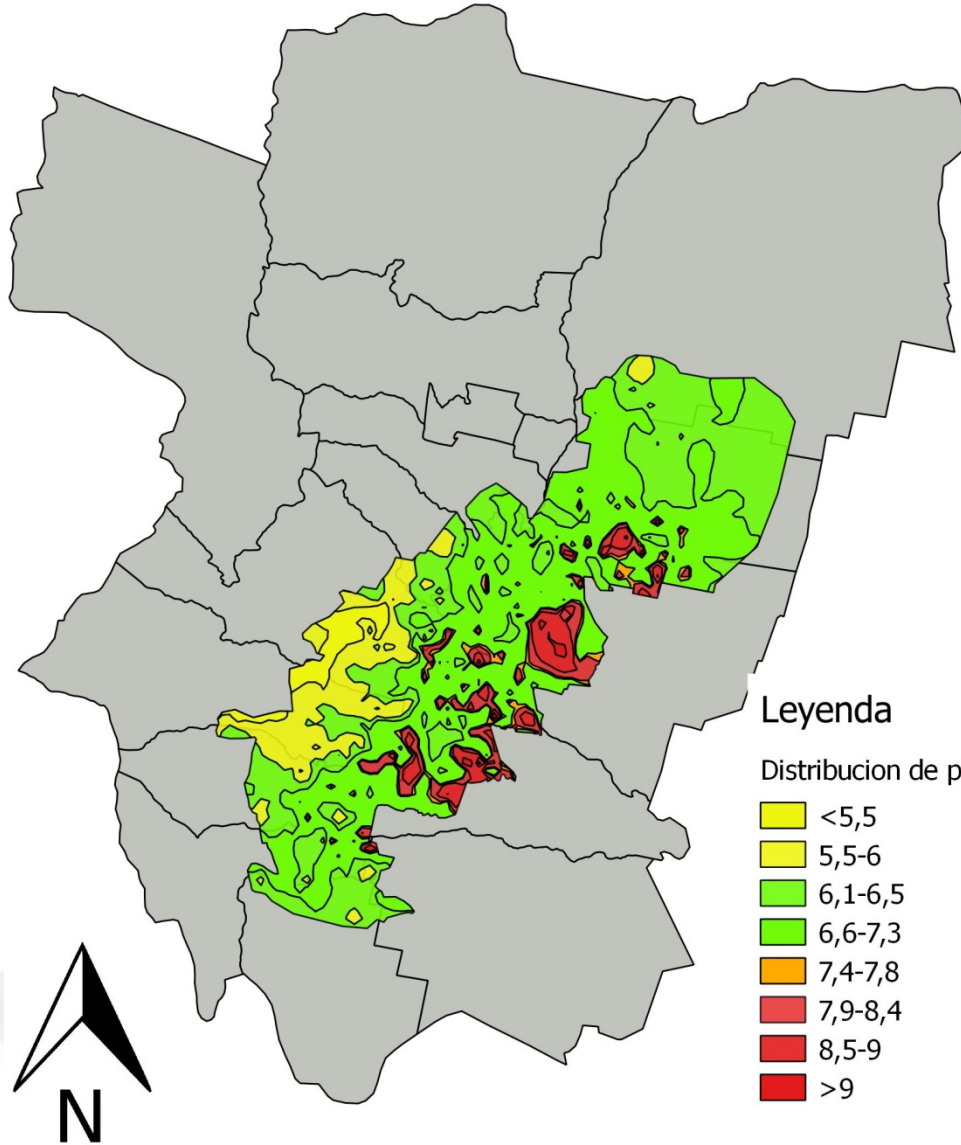 Leyenda
Distribucion de p
<5,5
5,5-6
6,1-6,5
6,6-7,3
7,4-7,8
7,9-8,4
8,5-9
>9
N